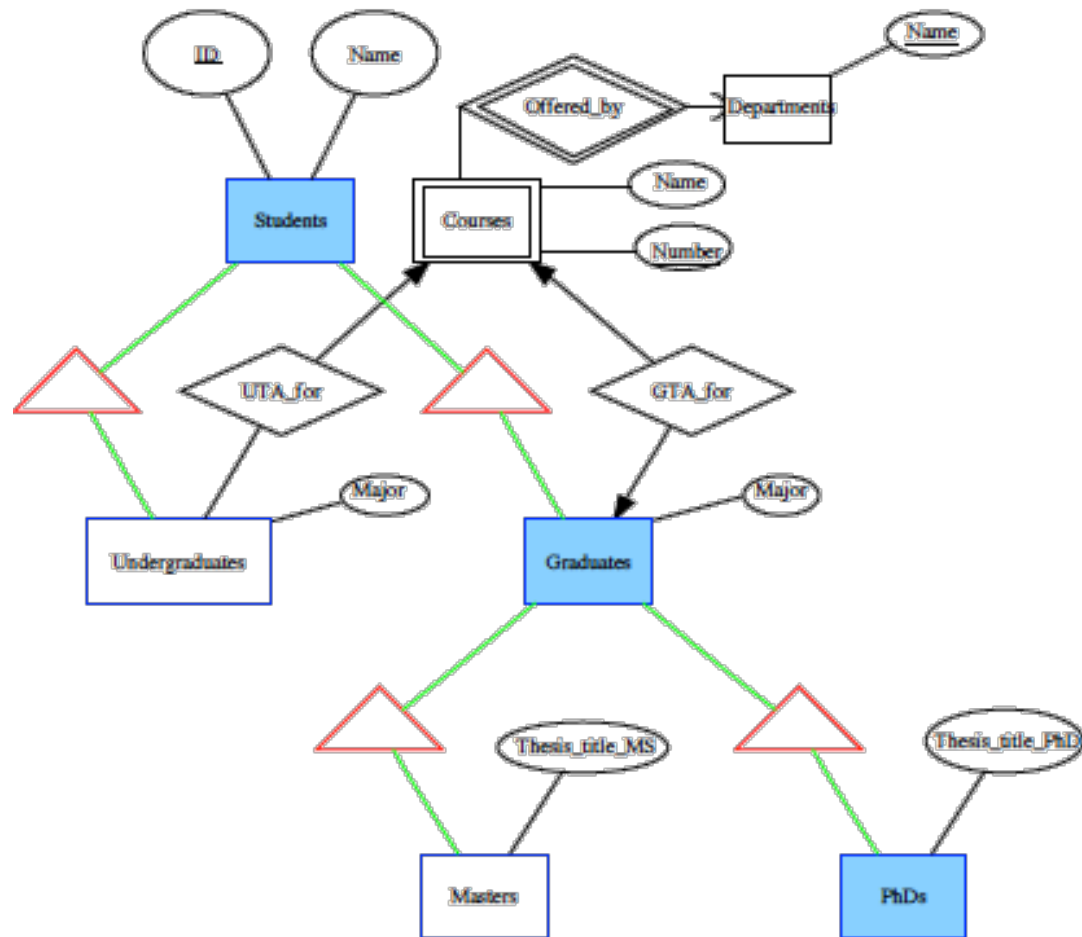 ID
Name
Name
Offered_by
Departments
Students
Courses
Name
Number
UTA_for
GTA_for
Major
Major
Undergraduates
Graduates
Thesis_title_MS
Thesis_title_PhD
Masters
PhDs